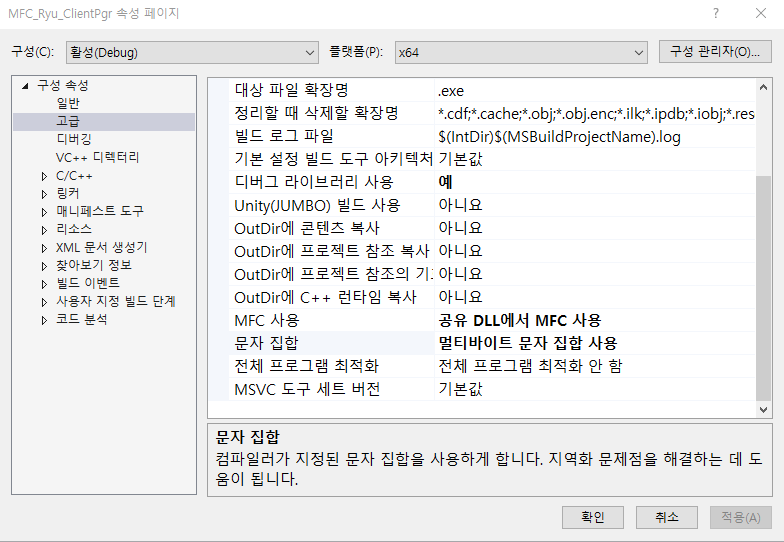 MFC_Ryu_ClientPgr 속성 페이지
구성(C): 활성(Debug) 플랫폼(P): x64 구성 관리자(O)...
구성 속성
일반
고급
디버깅
VC++ 디렉터리
C/C++
링커
매니페스트 도구
리소스
XML 문서 생성기
찾아보기 정보
빌드 이벤트
사용자 지정 빌드 단계
코드 분석
대상 파일 확장명 .exe
정리할 때 삭제할 확장명 *.cdf;*.cache;*.obj;*.obj.enc;*.ilk;*.ipdb;*.iobj;*.res
빌드 로그 파일 $(IntDir)$(MSBuildProjectName).log
기본 설정 빌드 도구 아키텍처 기본값
디버그 라이브러리 사용 예
Unity(JUMBO) 빌드 사용 아니요
OutDir에 콘텐츠 복사 아니요
OutDir에 프로젝트 참조 복사 아니요
OutDir에 프로젝트 참조의 기 아니요
OutDir에 C++ 런타임 복사 아니요
MFC 사용 공유 DLL에서 MFC 사용
문자 집합 멀티바이트 문자 집합 사용
전체 프로그램 최적화 전체 프로그램 최적화 안 함
MSVC 도구 세트 버전 기본값
문자 집합
컴파일러가 지정된 문자 집합을 사용하게 합니다. 지역화 문제점을 해결하는 데 도
움이 됩니다.
확인 취소 적용(A)